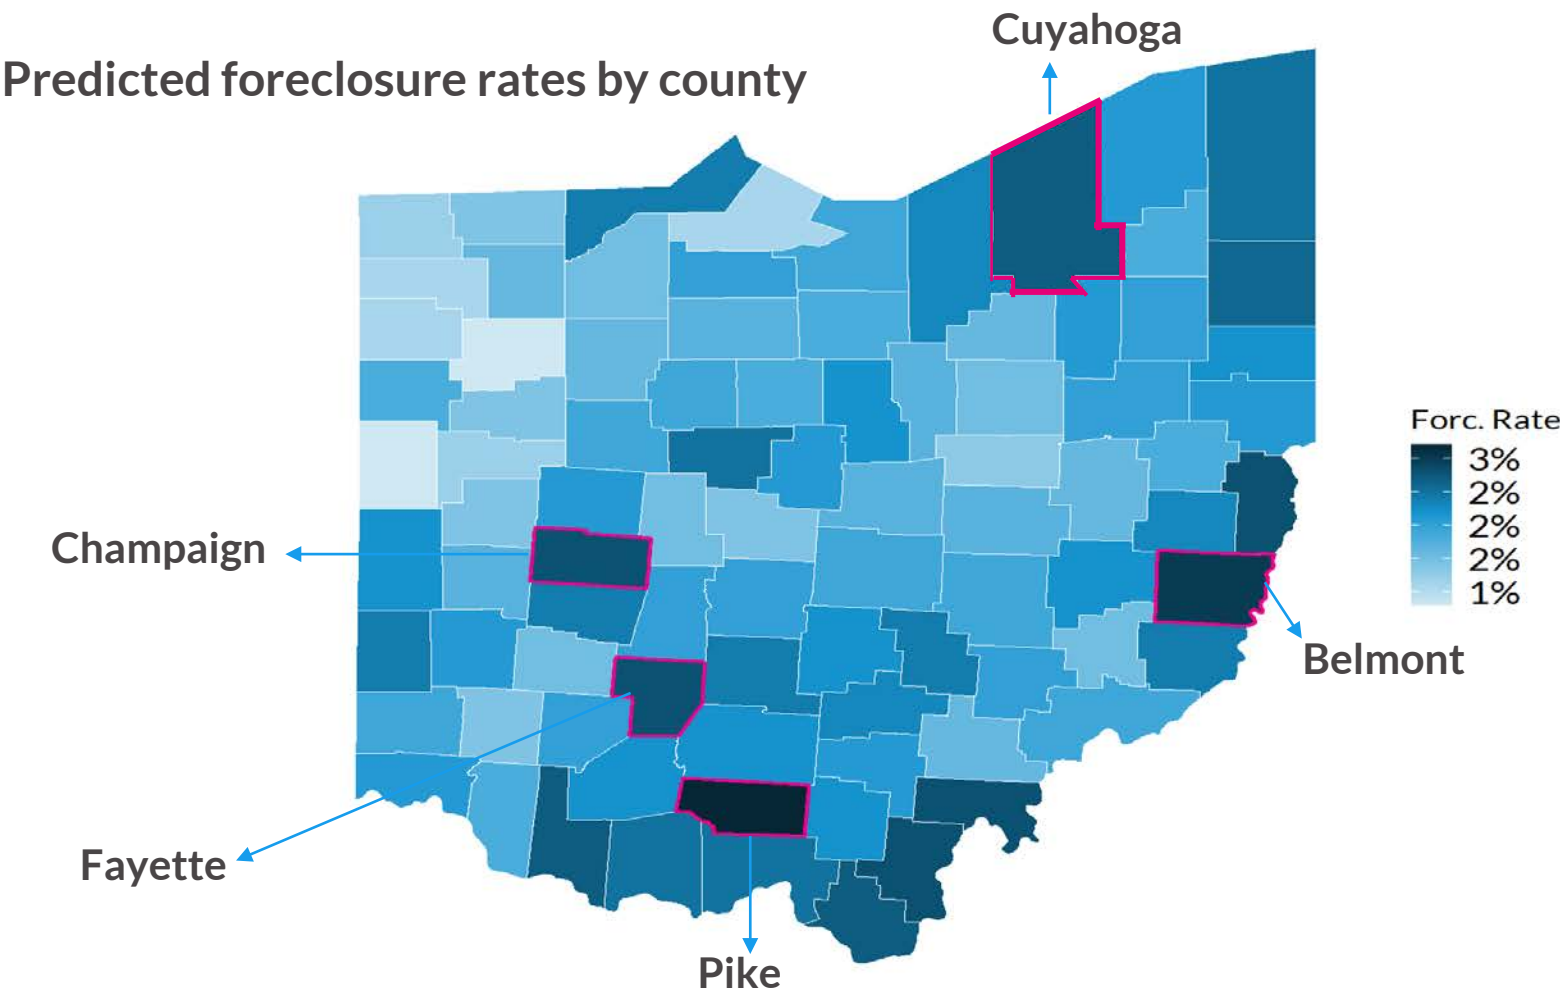 Cuyahoga
Predicted foreclosure rates by county
Forc. Rate
3%
2%
2%
2%
1%
Champaign
Belmont
Fayette
Pike